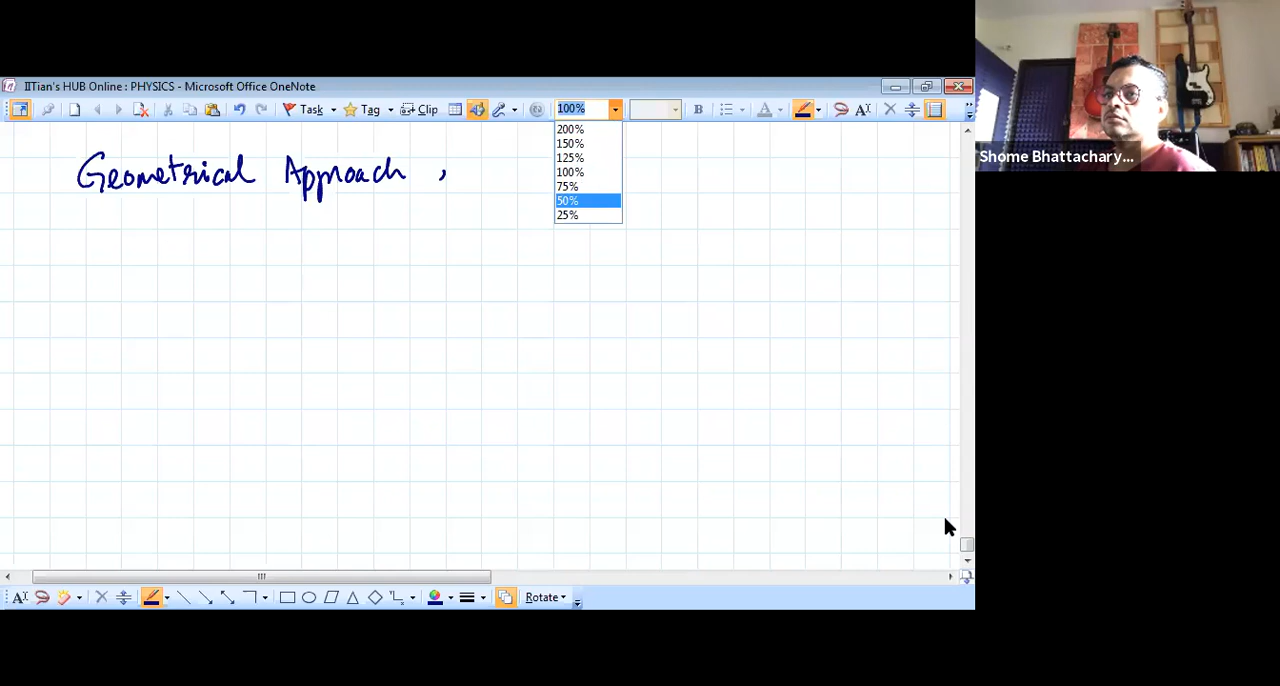 IITian's HUB Online : PHYSICS - Microsoft Office OneNote
Task Tag Clip 100% B A
200%
150%
125%
100%
75%
50%
25%
Geometrical Approach ,
Shome Bhattachary...
A Rotate